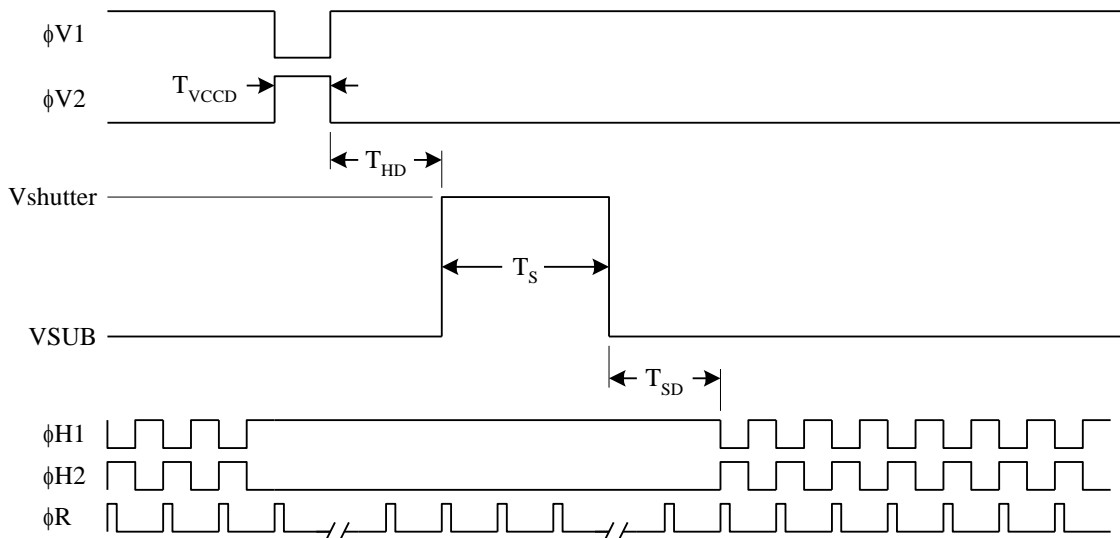 ϕV1
T_VCCD
ϕV2
T_HD
Vshutter
T_S
VSUB
T_SD
ϕH1
ϕH2
ϕR